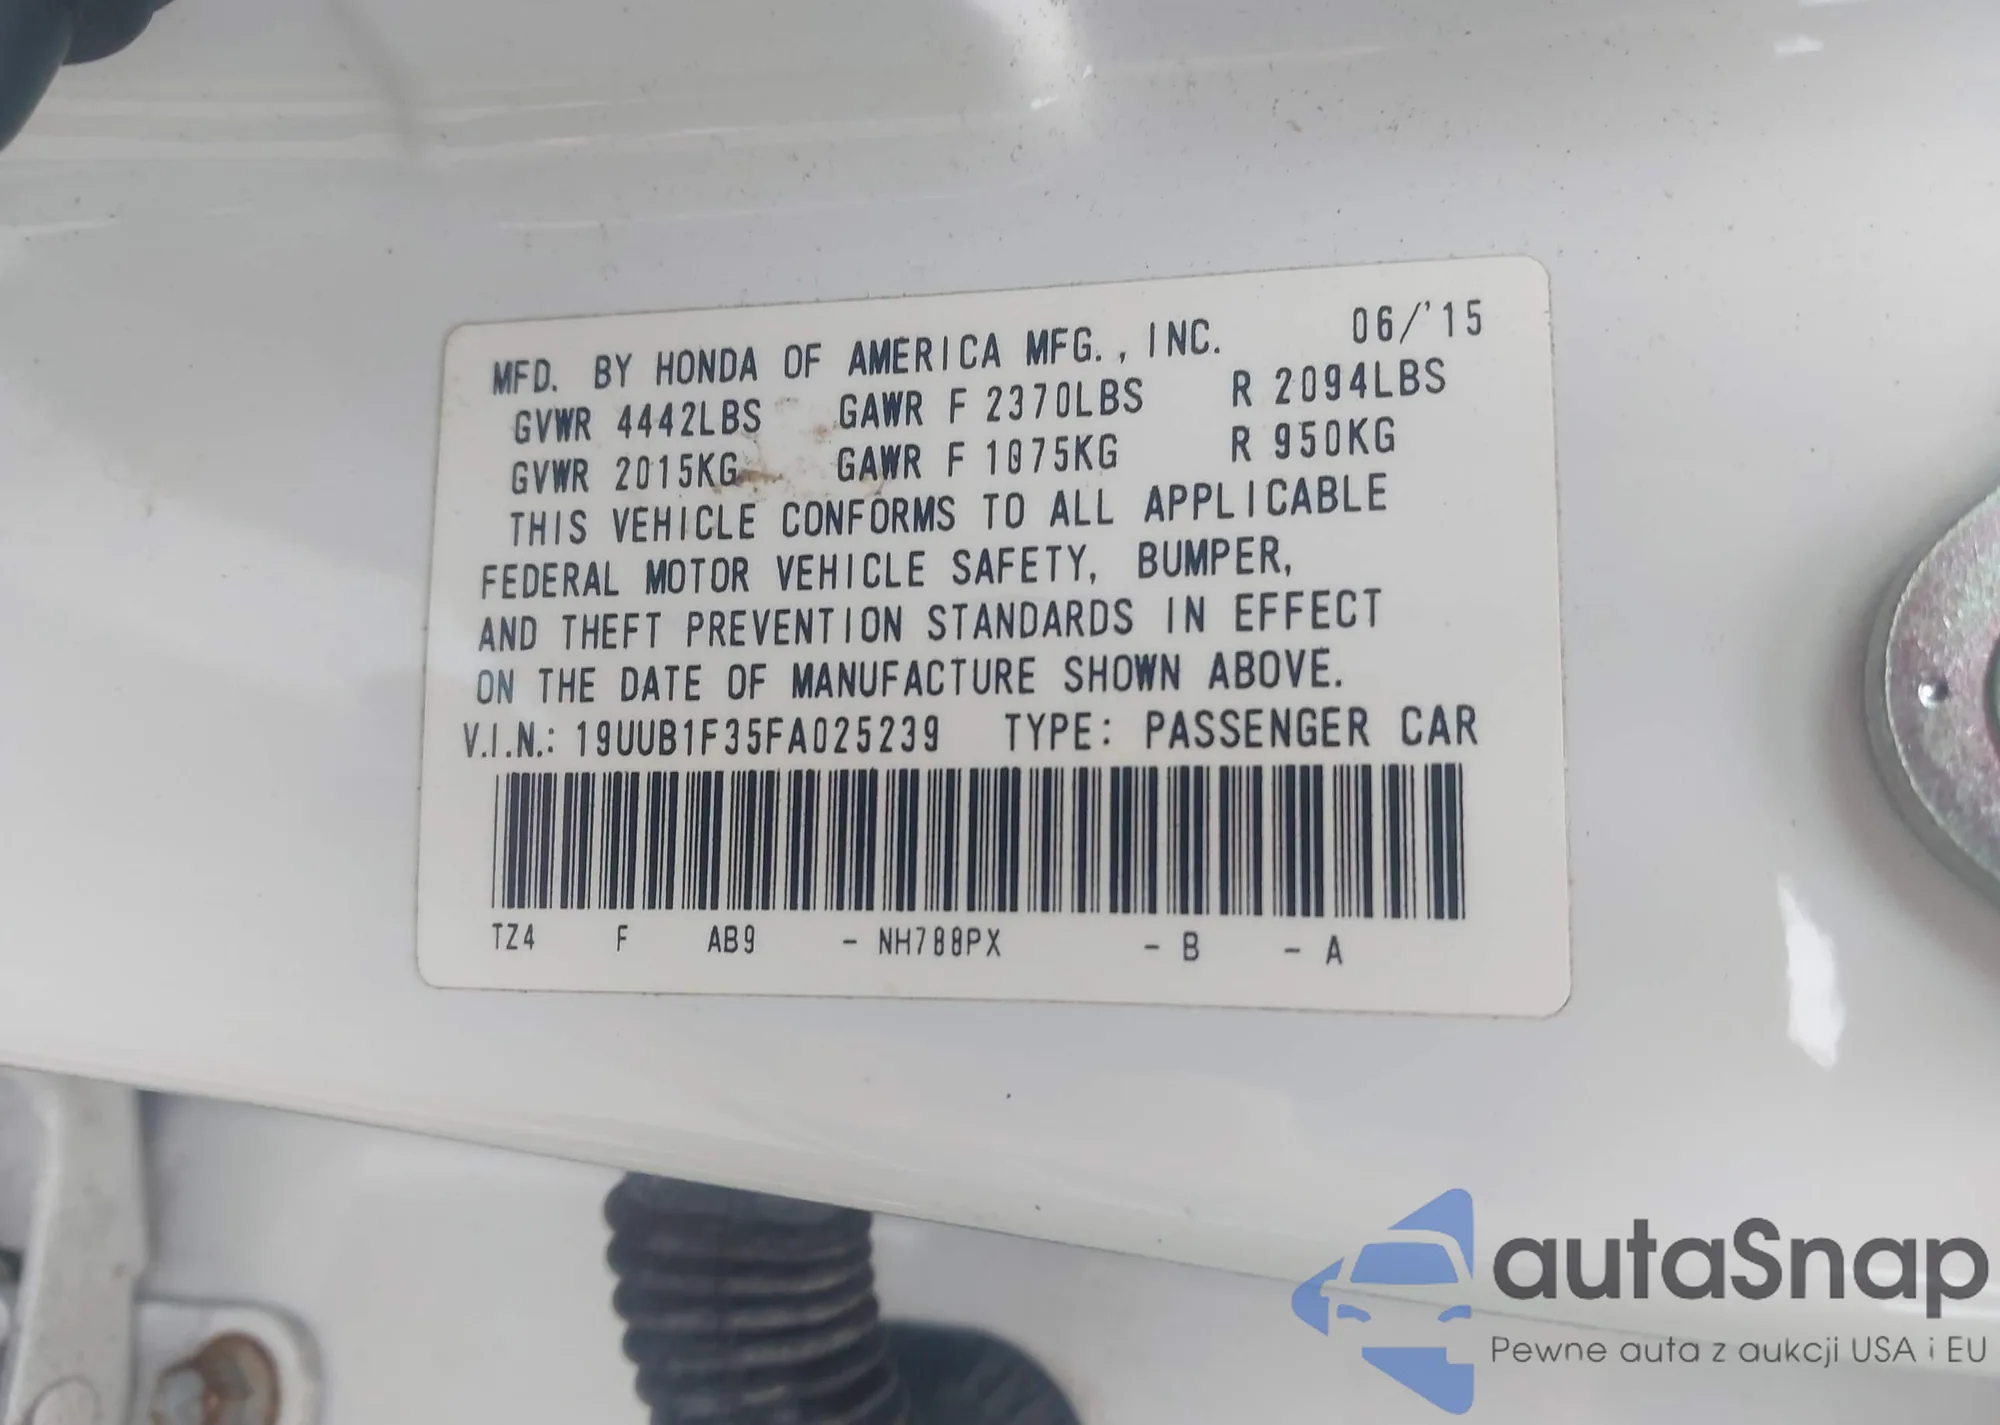 MFD. BY HONDA OF AMERICA MFG., INC. 06/'15
GVWR 4442LBS GAWR F 2370LBS R 2094LBS
GVWR 2015KG GAWR F 1075KG R 950KG
THIS VEHICLE CONFORMS TO ALL APPLICABLE
FEDERAL MOTOR VEHICLE SAFETY, BUMPER,
AND THEFT PREVENTION STANDARDS IN EFFECT
ON THE DATE OF MANUFACTURE SHOWN ABOVE.
V.I.N.: 19UUB1F35FA025239 TYPE: PASSENGER CAR
TZ4 F AB9 - NH788PX - B - A
autaSnap
Pewne auta z aukcji USA i EU